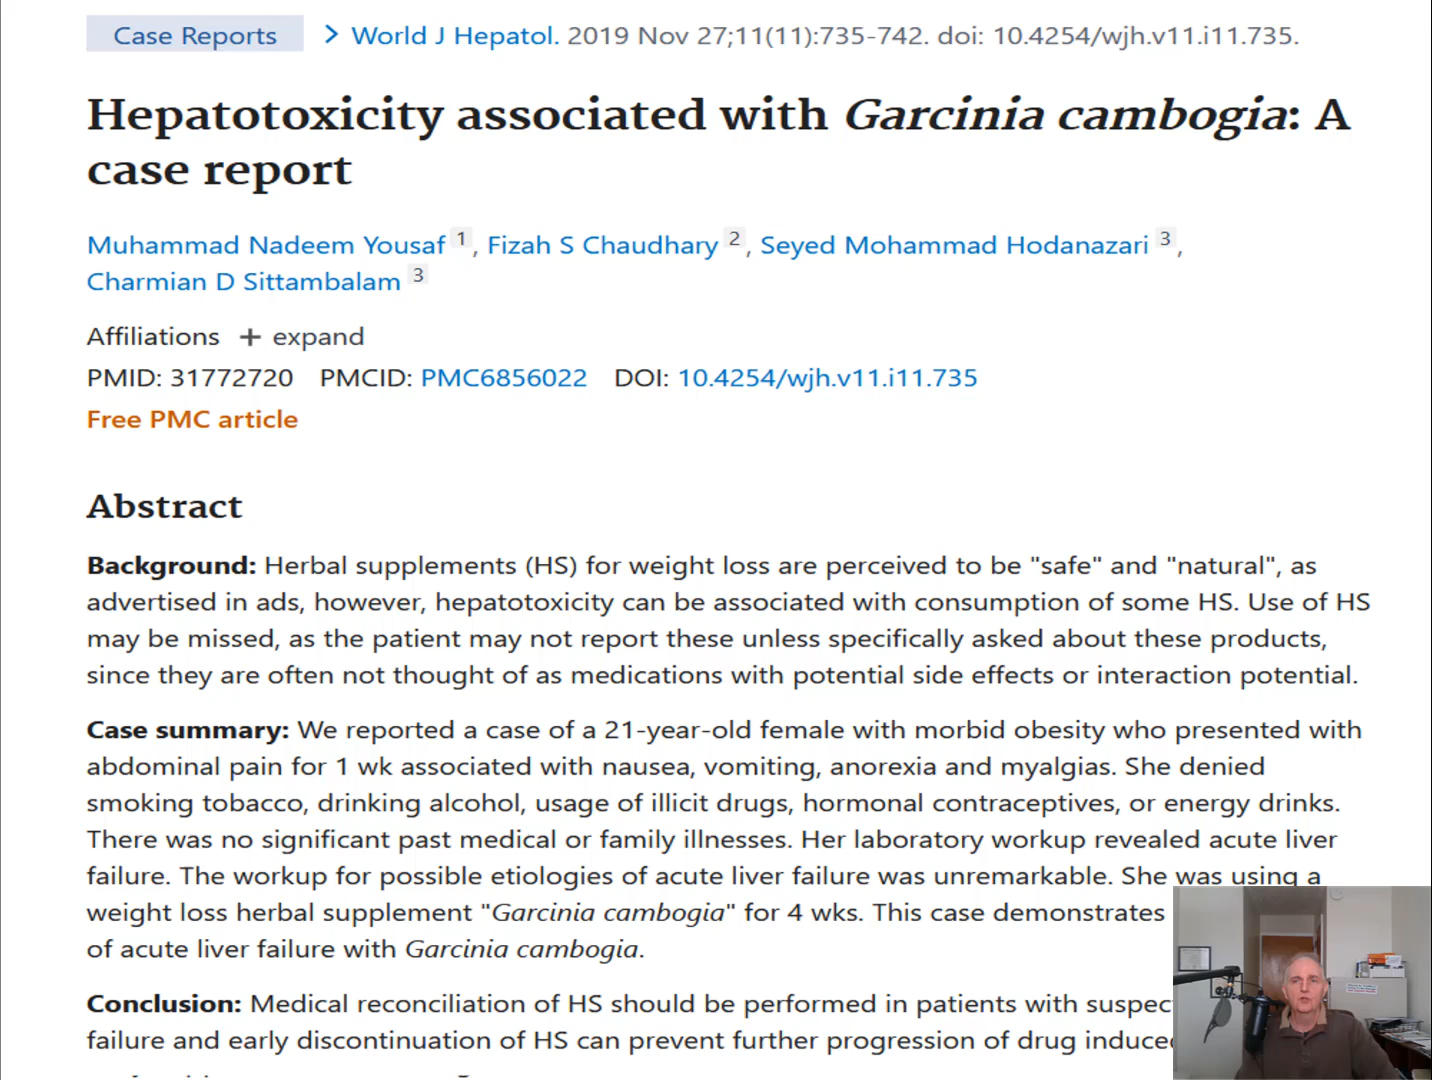 Case Reports > World J Hepatol. 2019 Nov 27;11(11):735-742. doi: 10.4254/wjh.v11.i11.735.
Hepatotoxicity associated with Garcinia cambogia: A
case report
Muhammad Nadeem Yousaf 1, Fizah S Chaudhary 2, Seyed Mohammad Hodanazari 3,
Charmian D Sittambalam 3
Affiliations + expand
PMID: 31772720 PMCID: PMC6856022 DOI: 10.4254/wjh.v11.i11.735
Free PMC article
Abstract
Background: Herbal supplements (HS) for weight loss are perceived to be "safe" and "natural", as
advertised in ads, however, hepatotoxicity can be associated with consumption of some HS. Use of HS
may be missed, as the patient may not report these unless specifically asked about these products,
since they are often not thought of as medications with potential side effects or interaction potential.
Case summary: We reported a case of a 21-year-old female with morbid obesity who presented with
abdominal pain for 1 wk associated with nausea, vomiting, anorexia and myalgias. She denied
smoking tobacco, drinking alcohol, usage of illicit drugs, hormonal contraceptives, or energy drinks.
There was no significant past medical or family illnesses. Her laboratory workup revealed acute liver
failure. The workup for possible etiologies of acute liver failure was unremarkable. She was using a
weight loss herbal supplement "Garcinia cambogia" for 4 wks. This case demonstrates
of acute liver failure with Garcinia cambogia.
Conclusion: Medical reconciliation of HS should be performed in patients with suspec
failure and early discontinuation of HS can prevent further progression of drug induce